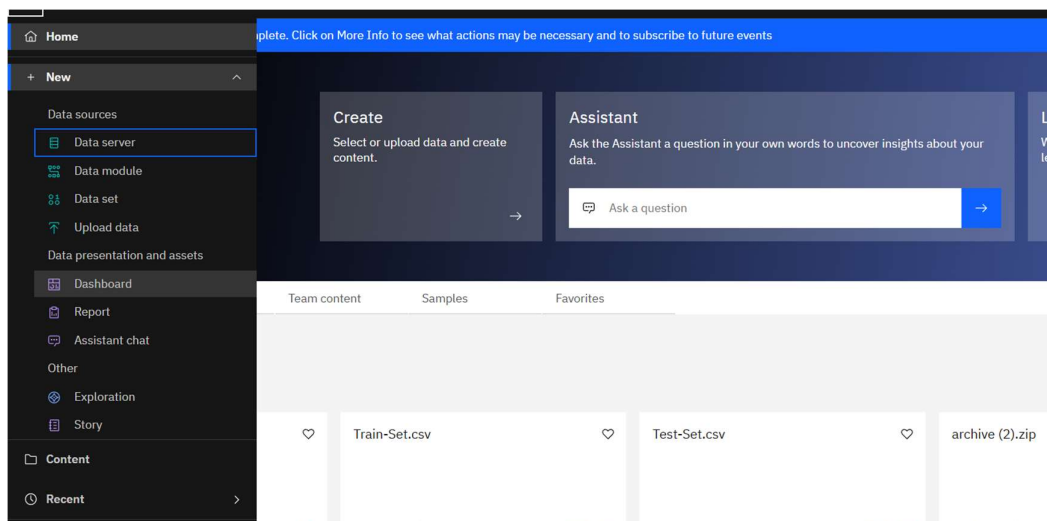 Home
plete. Click on More Info to see what actions may be necessary and to subscribe to future events
+ New
Data sources
Data server
Data module
Data set
Upload data
Data presentation and assets
Dashboard
Report
Assistant chat
Other
Exploration
Story
Content
Recent
Create
Select or upload data and create
content.
Assistant
Ask the Assistant a question in your own words to uncover insights about your
data.
Ask a question
Team content
Samples
Favorites
Train-Set.csv
Test-Set.csv
archive (2).zip